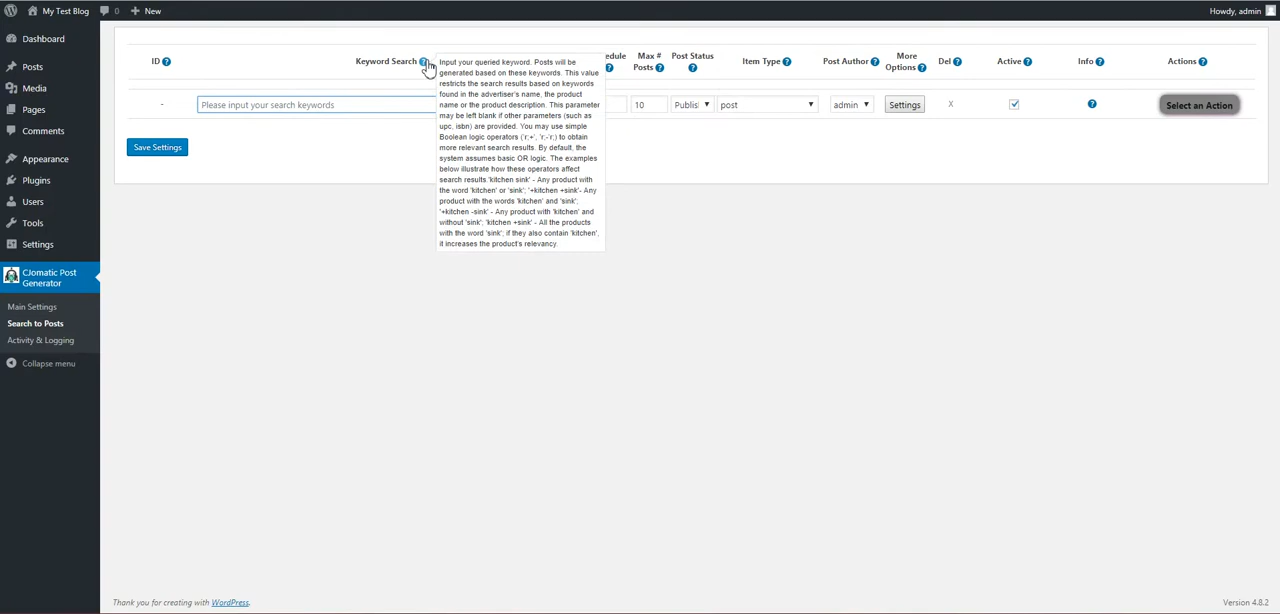 My Test Blog
0
New
Howdy, admin
Dashboard
Posts
Media
Pages
Comments
Appearance
Plugins
Users
Tools
Settings
CJomatic Post
Generator
Main Settings
Search to Posts
Activity & Logging
Collapse menu
ID
Keyword Search
edule
Max #
Posts
Post Status
Item Type
Post Author
More
Options
Del
Active
Info
Actions
-
Please input your search keywords
10
Publis
post
admin
Settings
X
Select an Action
Save Settings
Input your queried keyword. Posts will be
generated based on these keywords. This value
restricts the search results based on keywords
found in the advertiser's name, the product
name or the product description. This parameter
may be left blank if other parameters (such as
upc, isbn) are provided. You may use simple
Boolean logic operators ('r;+', 'r;-'r;) to obtain
more relevant search results. By default, the
system assumes basic OR logic. The examples
below illustrate how these operators affect
search results.'kitchen sink' - Any product with
the word 'kitchen' or 'sink'; '+kitchen +sink'- Any
product with the words 'kitchen' and 'sink';
'+kitchen -sink' - Any product with 'kitchen' and
without 'sink'; 'kitchen +sink' - All the products
with the word 'sink'; if they also contain 'kitchen',
it increases the product's relevancy.
Thank you for creating with WordPress.
Version 4.8.2